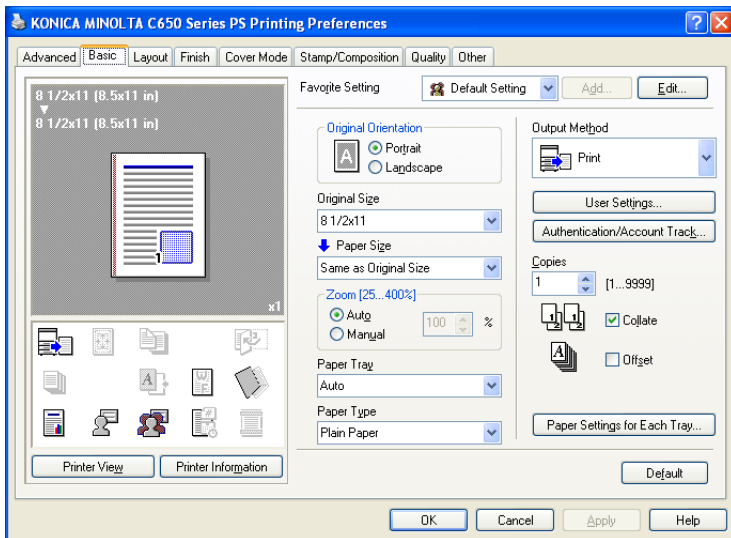 KONICA MINOLTA C650 Series PS Printing Preferences
Advanced Basic Layout Finish Cover Mode Stamp/Composition Quality Other
8 1/2x11 (8.5x11 in)
8 1/2x11 (8.5x11 in)
1
x1
Printer View Printer Information
Favorite Setting Default Setting Add... Edit...
Original Orientation
A Portrait
Landscape
Original Size
8 1/2x11
Paper Size
Same as Original Size
Zoom [25...400%]
Auto
Manual
100 %
Paper Tray
Auto
Paper Type
Plain Paper
Output Method
Print
User Settings...
Authentication/Account Track...
Copies
1 [1...9999]
Collate
Offset
Paper Settings for Each Tray...
Default
OK Cancel Apply Help